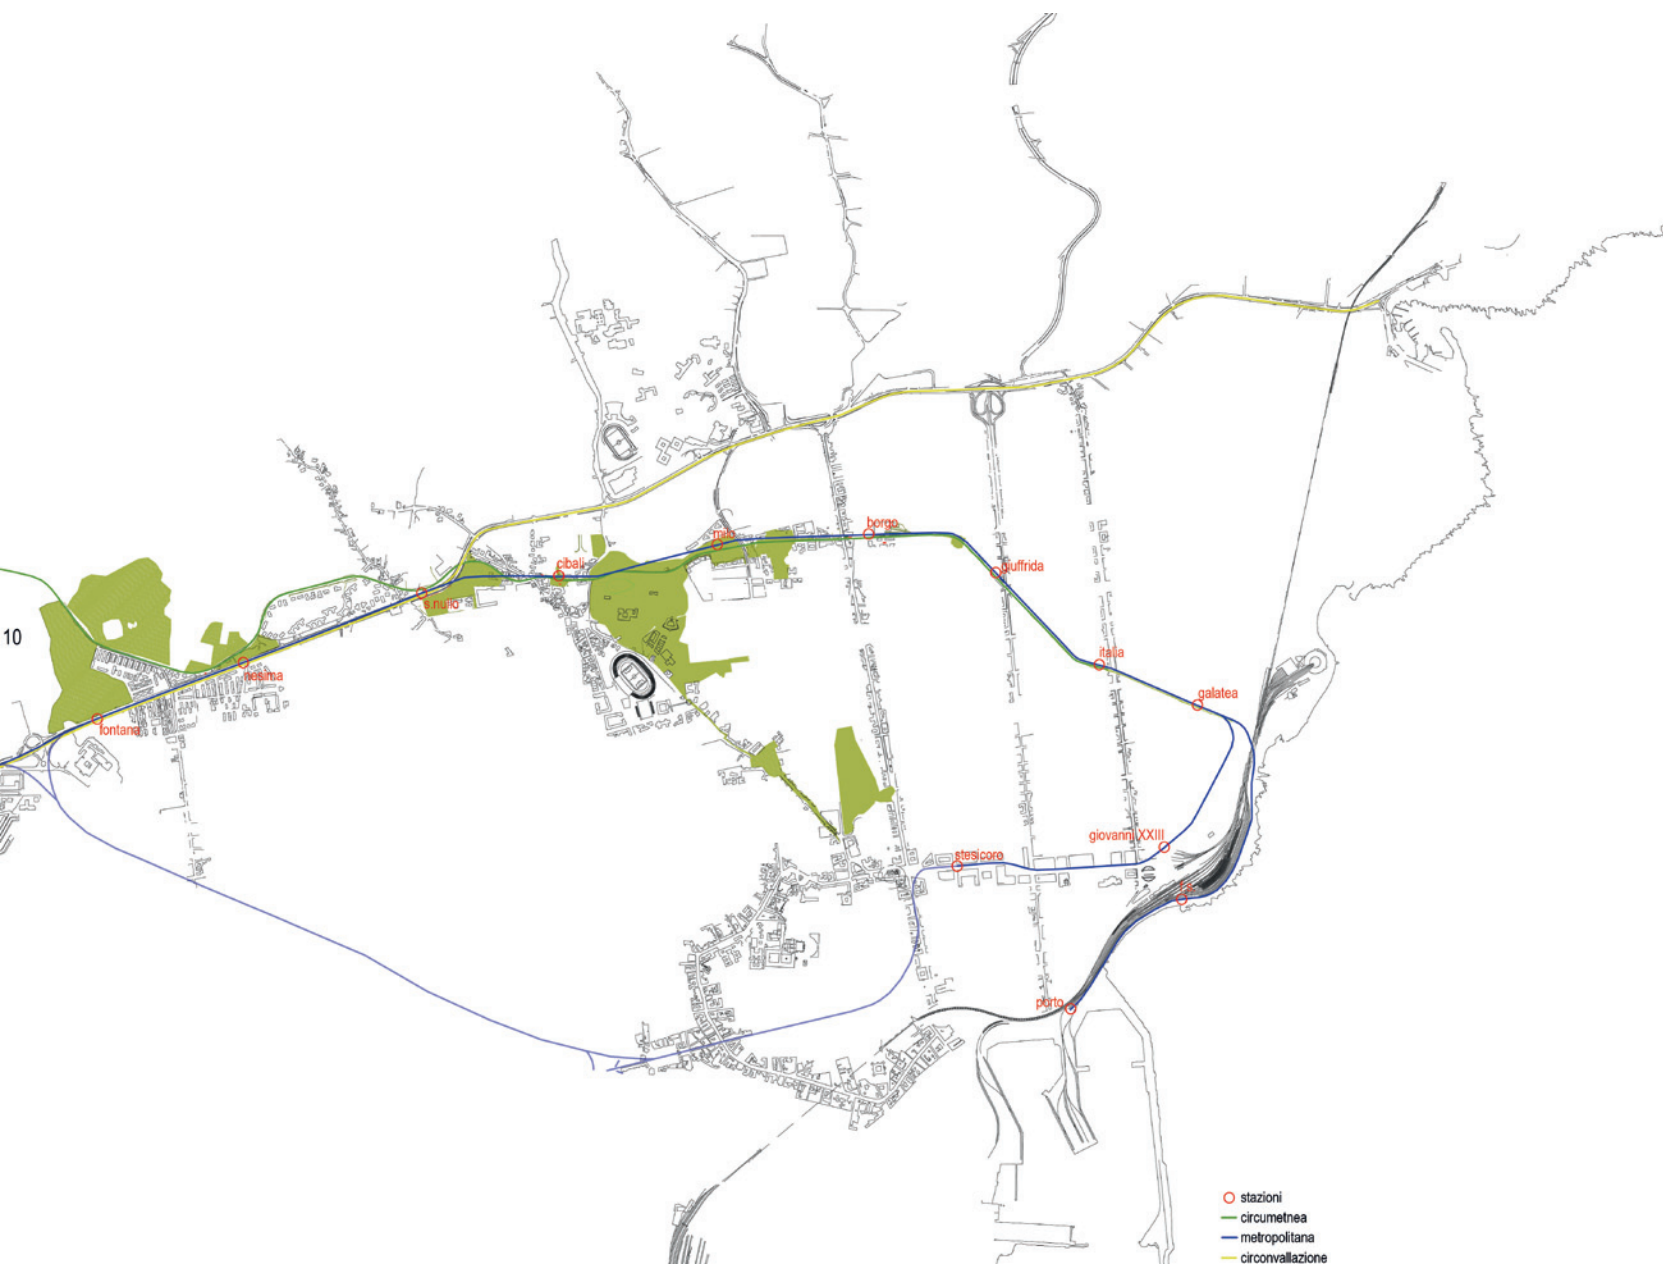 borgo
milo
cibali
giuffrida
s.nullo
10
italia
nesima
galatea
fontana
giovanni XXIII
stesicoro
porto
stazioni
circumetnea
metropolitana
circonvallazione